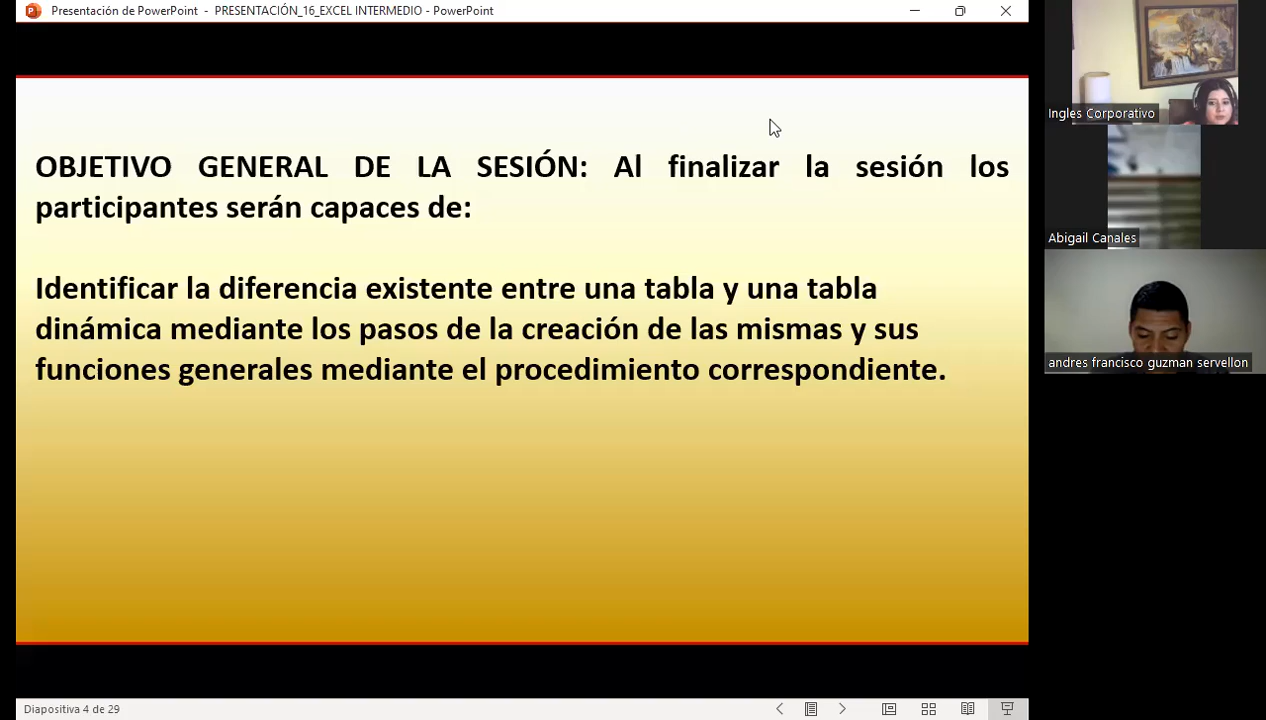 Presentación de PowerPoint - PRESENTACIÓN_16_EXCEL INTERMEDIO - PowerPoint
OBJETIVO GENERAL DE LA SESIÓN: Al finalizar la sesión los
participantes serán capaces de:
Identificar la diferencia existente entre una tabla y una tabla
dinámica mediante los pasos de la creación de las mismas y sus
funciones generales mediante el procedimiento correspondiente.
Diapositiva 4 de 29
Ingles Corporativo
Abigail Canales
andres francisco guzman servellon